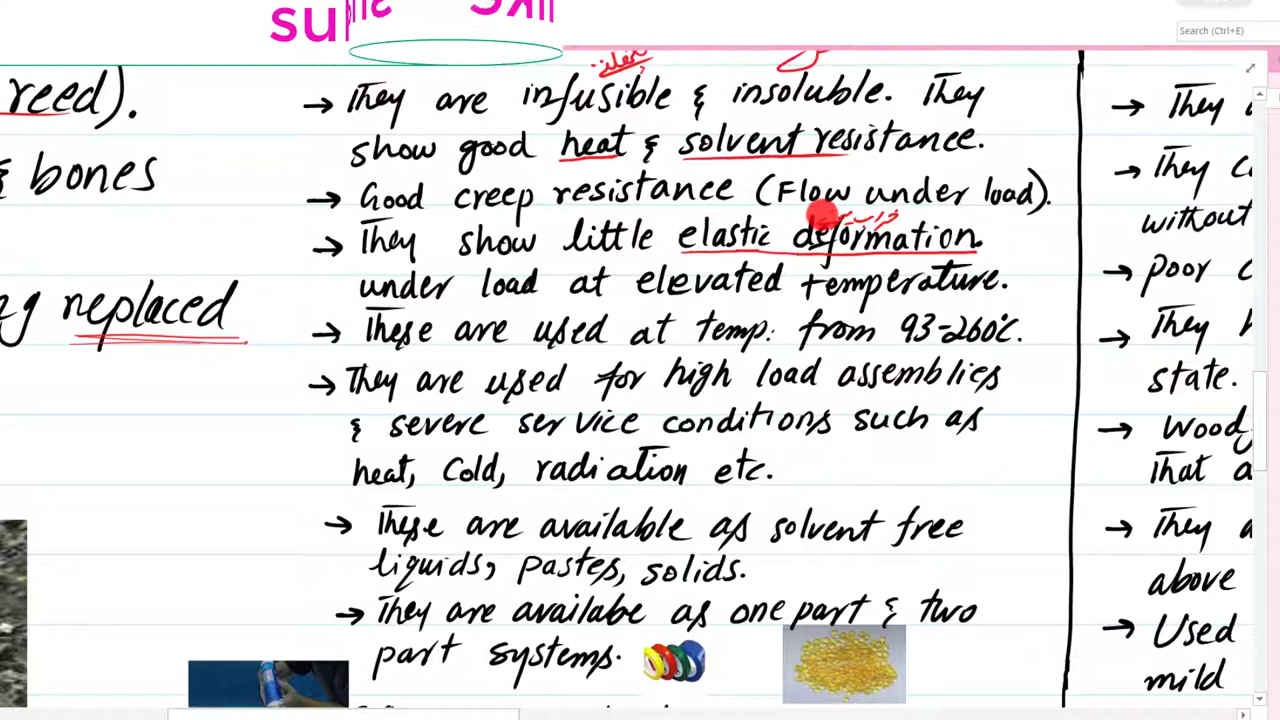 Search (Ctrl+E)
reed).
bones
replaced
→ They are infusible & insoluble. They
show good heat & solvent resistance.
→ Good creep resistance (Flow under load).
→ They show little elastic deformation.
under load at elevated temperature.
→ These are used at temp: from 93-260°C.
→ They are used for high load assemblies
& severe service conditions such as
heat, Cold, radiation etc.
→ These are available as solvent free
liquids, pastes, solids.
→ They are availabe as one part & two
part systems.
→ They
→ They
without
→ poor
→ They
state.
→ Wood
That
→ They
above
→ Used
mild